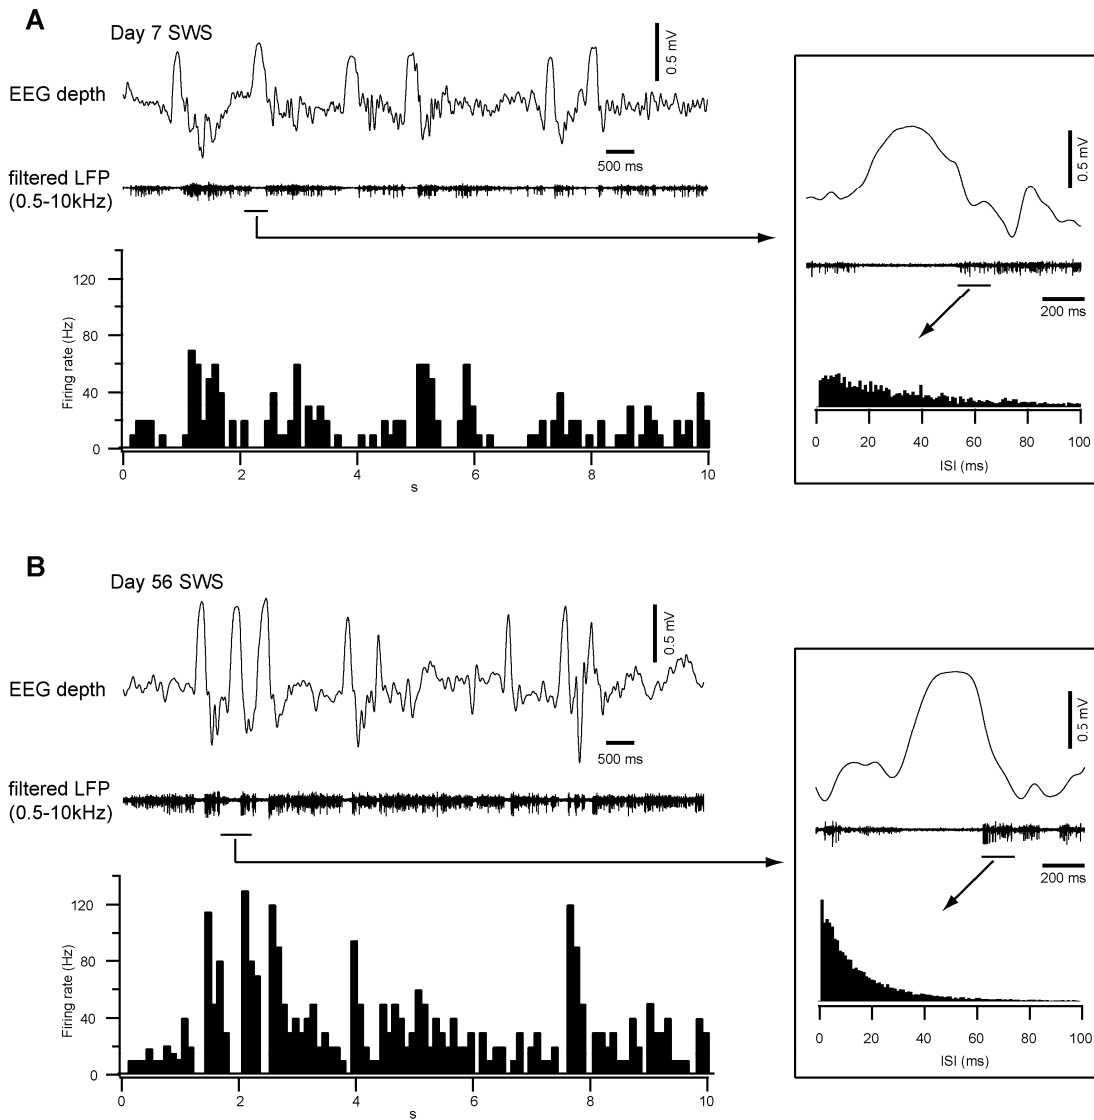 A
Day 7 SWS
0.5 mV
EEG depth
500 ms
filtered LFP
(0.5-10kHz)
0.5 mV
200 ms
Firing rate (Hz)
120
80
40
0
0 2 4 6 8 10
s
0 20 40 60 80 100
ISI (ms)
B
Day 56 SWS
0.5 mV
EEG depth
500 ms
filtered LFP
(0.5-10kHz)
0.5 mV
200 ms
Firing rate (Hz)
120
80
40
0
0 2 4 6 8 10
s
0 20 40 60 80 100
ISI (ms)